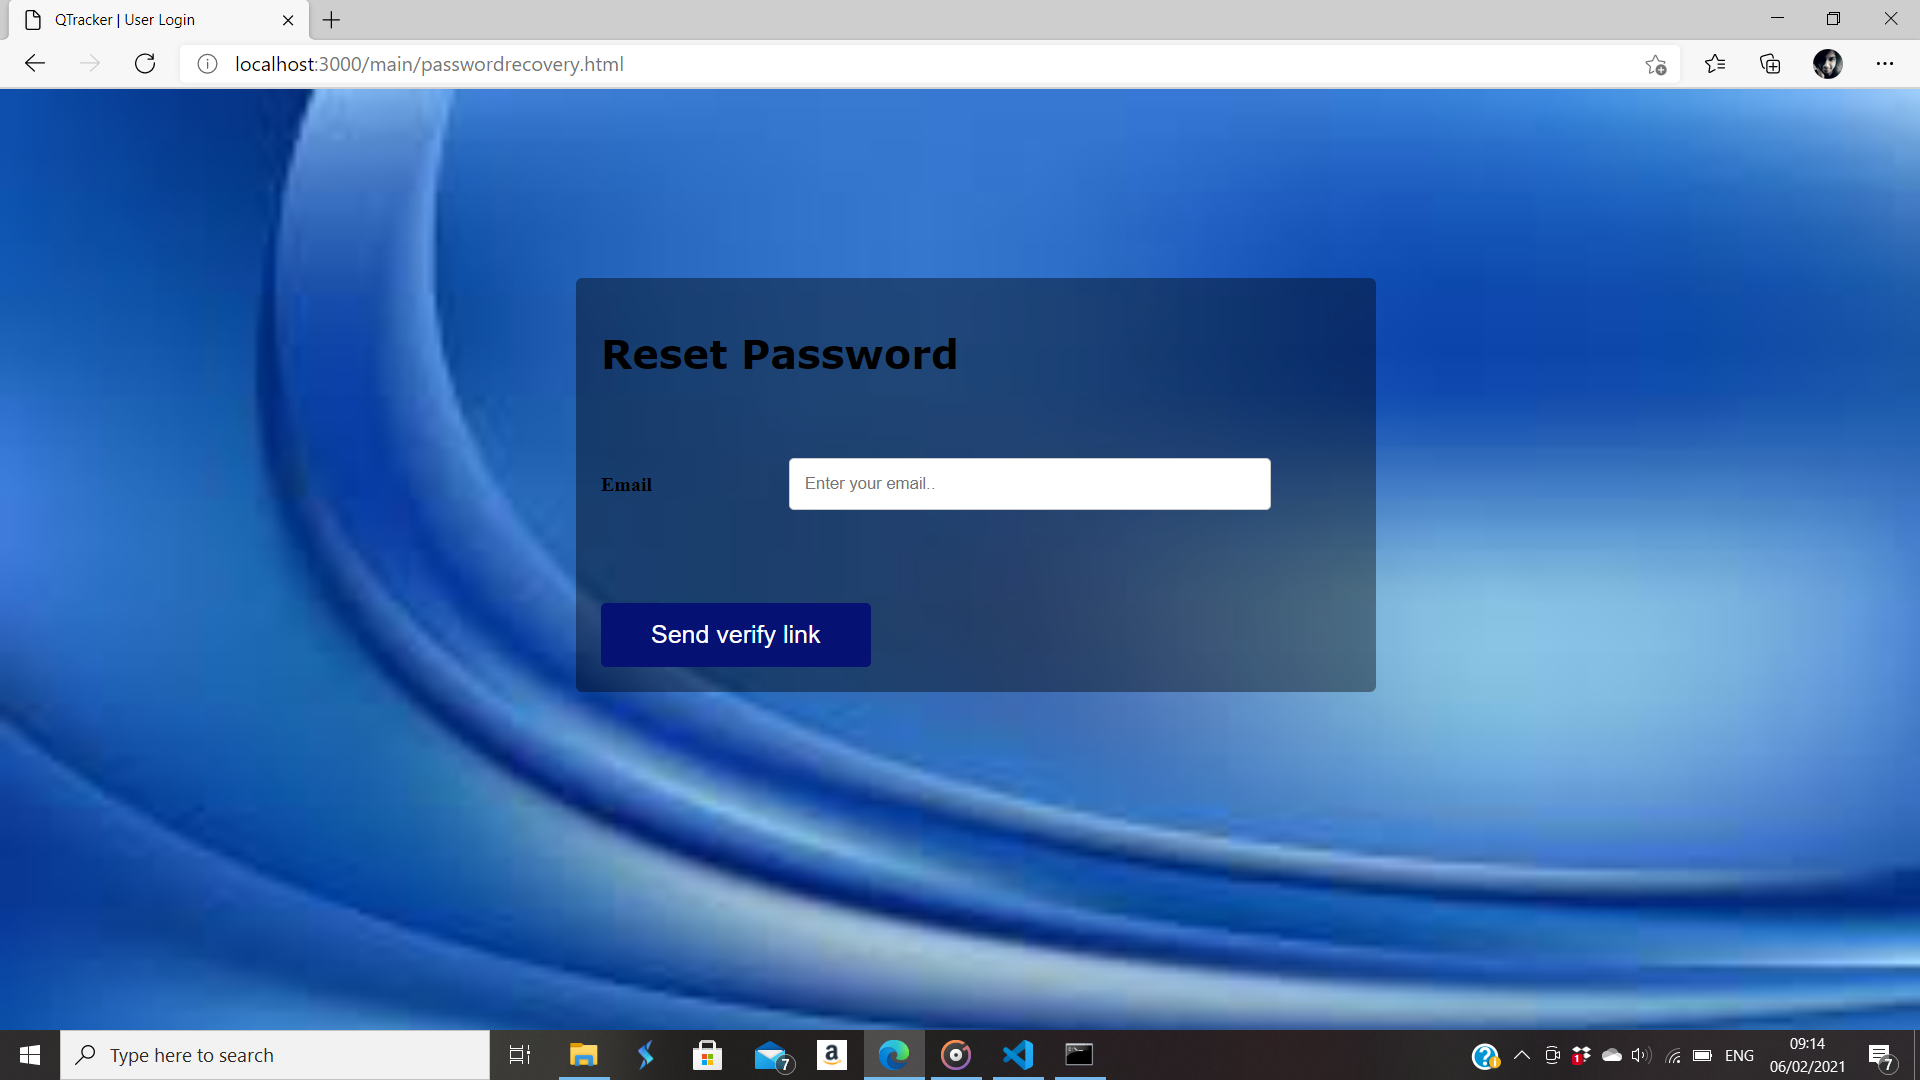 QTracker | User Login
localhost:3000/main/passwordrecovery.html
Reset Password
Email
Enter your email..
Send verify link
Type here to search
7
a
1
ENG
09:14
06/02/2021
7